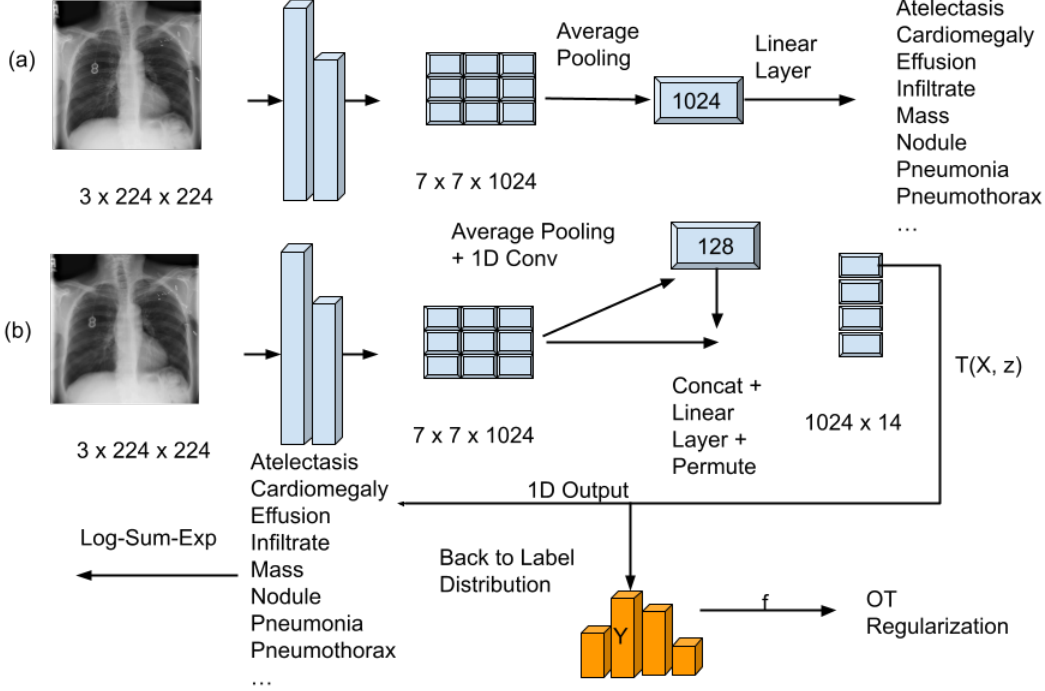 (a)
8
3 x 224 x 224
7 x 7 x 1024
Average
Pooling
1024
Linear
Layer
Atelectasis
Cardiomegaly
Effusion
Infiltrate
Mass
Nodule
Pneumonia
Pneumothorax
…
(b)
8
3 x 224 x 224
Average Pooling
+ 1D Conv
7 x 7 x 1024
128
Concat +
Linear
Layer +
Permute
1024 x 14
T(X, z)
1D Output
Atelectasis
Cardiomegaly
Effusion
Infiltrate
Mass
Nodule
Pneumonia
Pneumothorax
…
Log-Sum-Exp
Back to Label
Distribution
Y
f
OT
Regularization